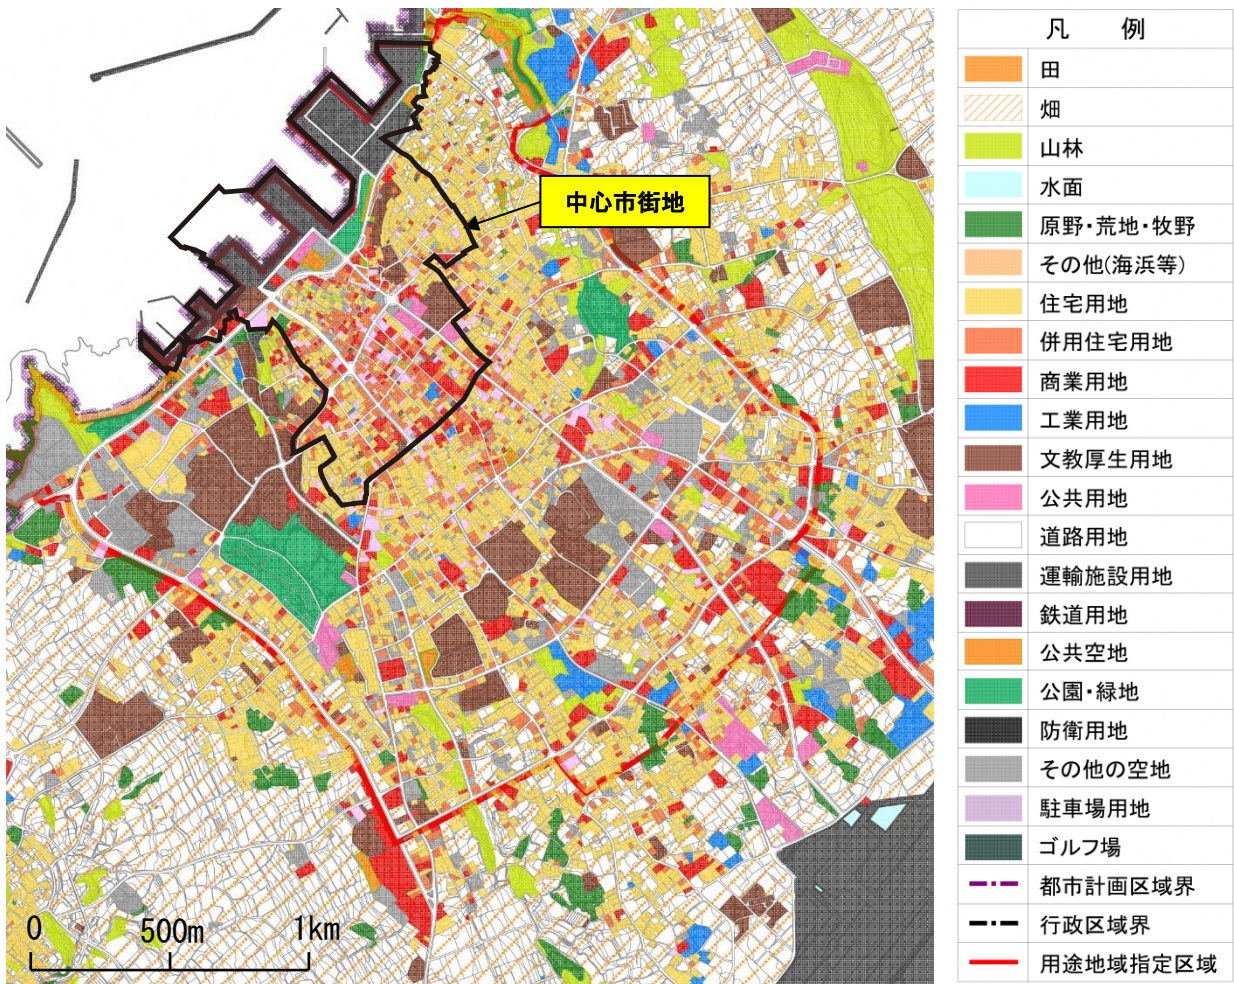 中心市街地
0
500m
1km
凡 例
田
畑
山林
水面
原野・荒地・牧野
その他(海浜等)
住宅用地
併用住宅用地
商業用地
工業用地
文教厚生用地
公共用地
道路用地
運輸施設用地
鉄道用地
公共空地
公園・緑地
防衛用地
その他の空地
駐車場用地
ゴルフ場
都市計画区域界
行政区域界
用途地域指定区域